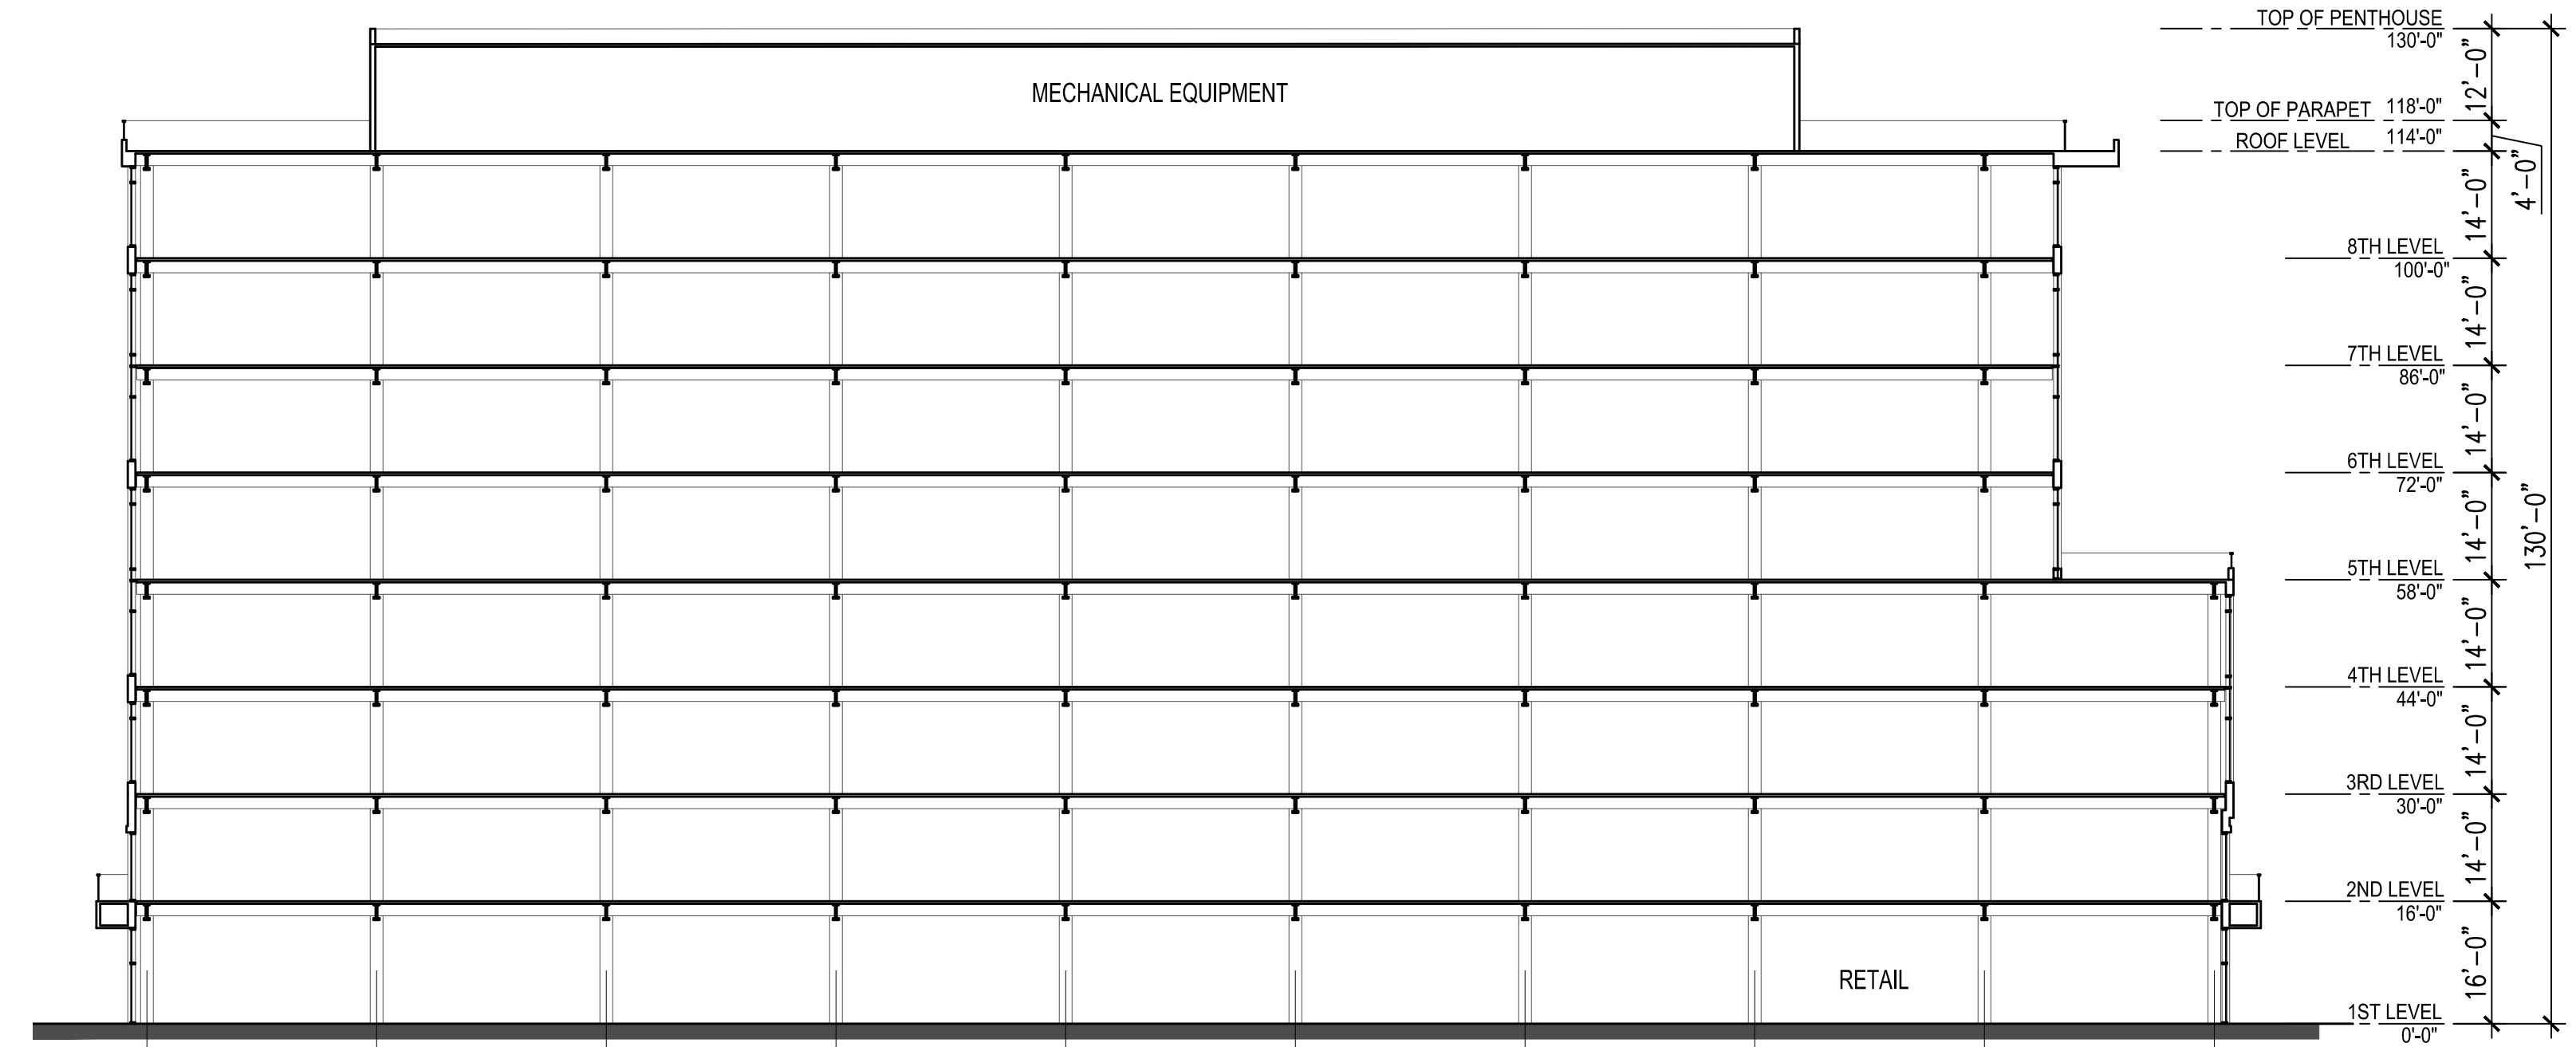 TOP OF PENTHOUSE
130'-0"
12'-0"
MECHANICAL EQUIPMENT
TOP OF PARAPET 118'-0"
ROOF LEVEL 114'-0"
4'-0"
14'-0"
8TH LEVEL
100'-0"
14'-0"
7TH LEVEL
86'-0"
14'-0"
6TH LEVEL
72'-0"
14'-0"
130'-0"
5TH LEVEL
58'-0"
14'-0"
4TH LEVEL
44'-0"
14'-0"
3RD LEVEL
30'-0"
14'-0"
2ND LEVEL
16'-0"
16'-0"
RETAIL
1ST LEVEL
0'-0"